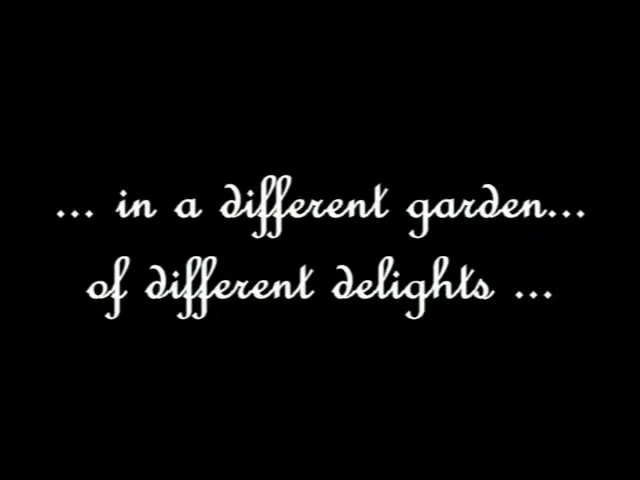 ... in a different garden...
of different delights ...